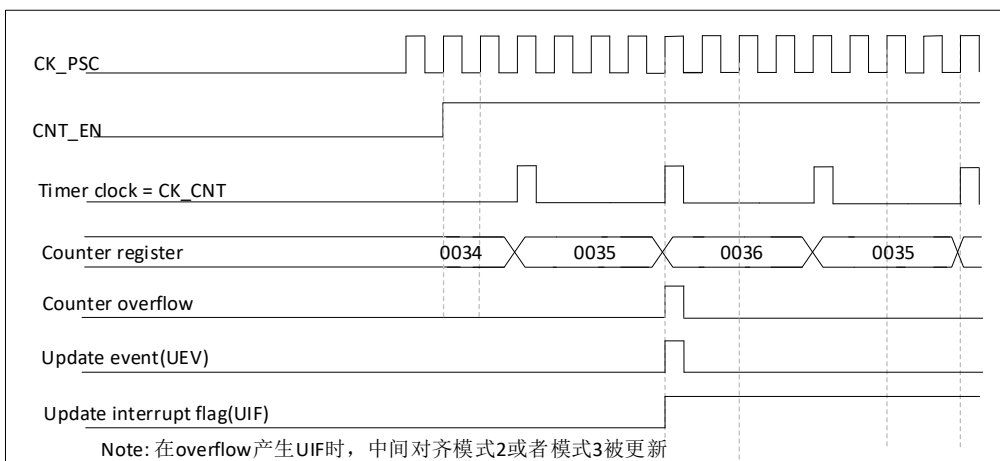 CK_PSC
CNT_EN
Timer clock = CK_CNT
Counter register 0034 0035 0036 0035
Counter overflow
Update event(UEV)
Update interrupt flag(UIF)
Note: 在overflow产生UIF时，中间对齐模式2或者模式3被更新